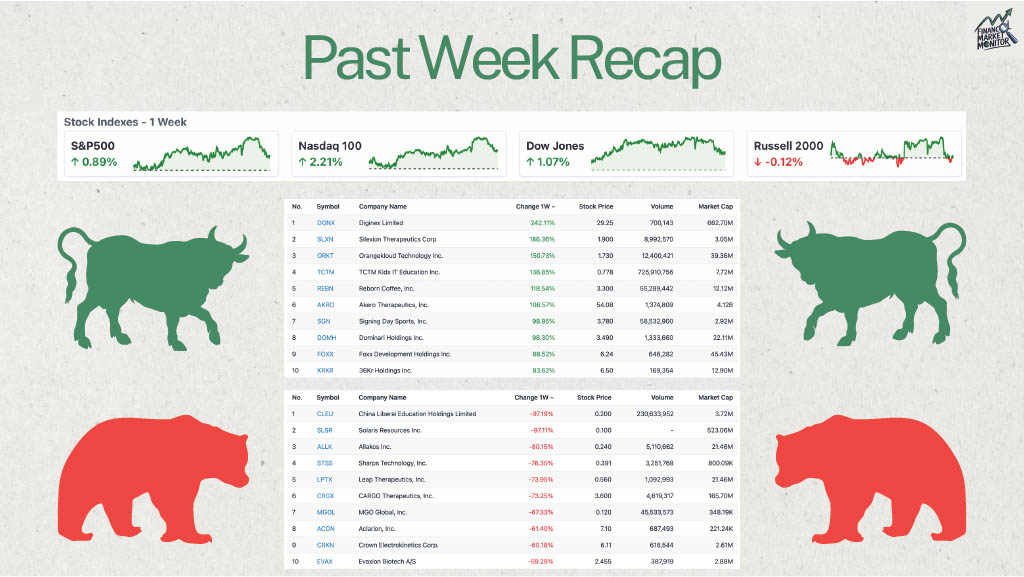 FINANCIAL
MARKET
MONITOR
Past Week Recap
Stock Indexes - 1 Week
S&P500
↑ 0.89%
Nasdaq 100
↑ 2.21%
Dow Jones
↑ 1.07%
Russell 2000
↓ -0.12%
No. Symbol Company Name Change 1W Stock Price Volume Market Cap
1 DGNX Diginex Limited 242.11% 29.25 700,143 662.70M
2 SLXN Silexion Therapeutics Corp 186.36% 1.900 8,992,570 3.05M
3 ORKT Orangekloud Technology Inc. 150.73% 1.730 12,400,421 39.36M
4 TCTM TCTM Kids IT Education Inc. 138.85% 0.778 725,910,756 7.72M
5 REBN Reborn Coffee, Inc. 118.54% 3.300 55,289,442 12.12M
6 AKRO Akero Therapeutics, Inc. 106.57% 54.08 1,374,809 4.12B
7 SGN Signing Day Sports, Inc. 98.95% 3.780 58,532,900 2.92M
8 DOMH Dominari Holdings Inc. 98.30% 3.490 1,333,660 22.11M
9 FOXX Foxx Development Holdings Inc. 88.52% 6.24 646,282 45.43M
10 KRKR 36Kr Holdings Inc. 83.62% 6.50 169,354 12.90M
No. Symbol Company Name Change 1W Stock Price Volume Market Cap
1 CLEU China Liberal Education Holdings Limited -97.19% 0.200 230,633,952 3.72M
2 SLSR Solaris Resources Inc. -97.11% 0.100 - 523.06M
3 ALLK Allakos Inc. -80.15% 0.240 5,110,662 21.46M
4 STSS Sharps Technology, Inc. -76.30% 0.391 3,251,768 800.09K
5 LPTX Leap Therapeutics, Inc. -73.95% 0.560 1,092,993 21.46M
6 CRGX CARGO Therapeutics, Inc. -73.25% 3.600 4,619,317 165.70M
7 MGOL MGO Global, Inc. -67.33% 0.120 45,533,573 348.19K
8 ACON Aclarion, Inc. -61.40% 7.10 687,493 221.24K
9 CRKN Crown Electrokinetics Corp. -60.18% 6.11 618,544 2.61M
10 EVAX Evaxion Biotech A/S -59.29% 2.455 387,919 2.88M